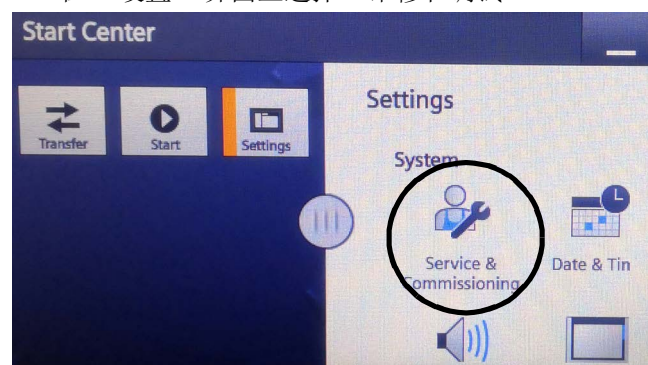 Start Center
Settings
Transfer
Start
Settings
System
Service &
Commissioning
Date & Tin